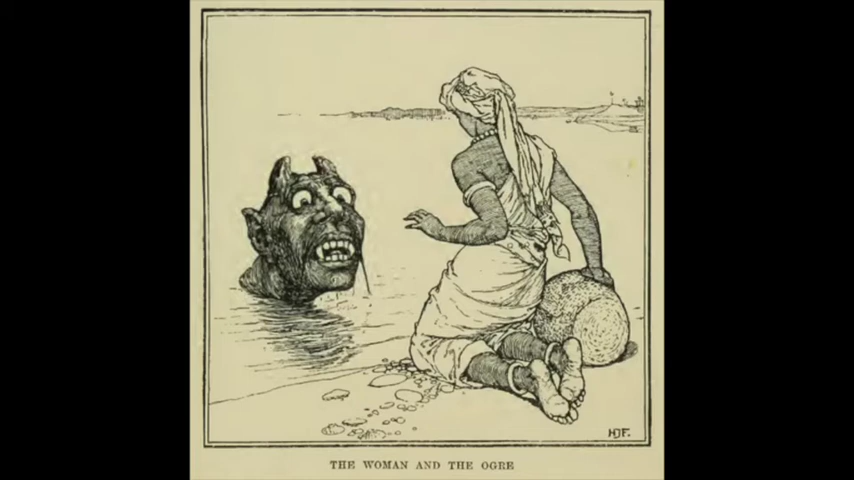 HJF.
THE WOMAN AND THE OGRE